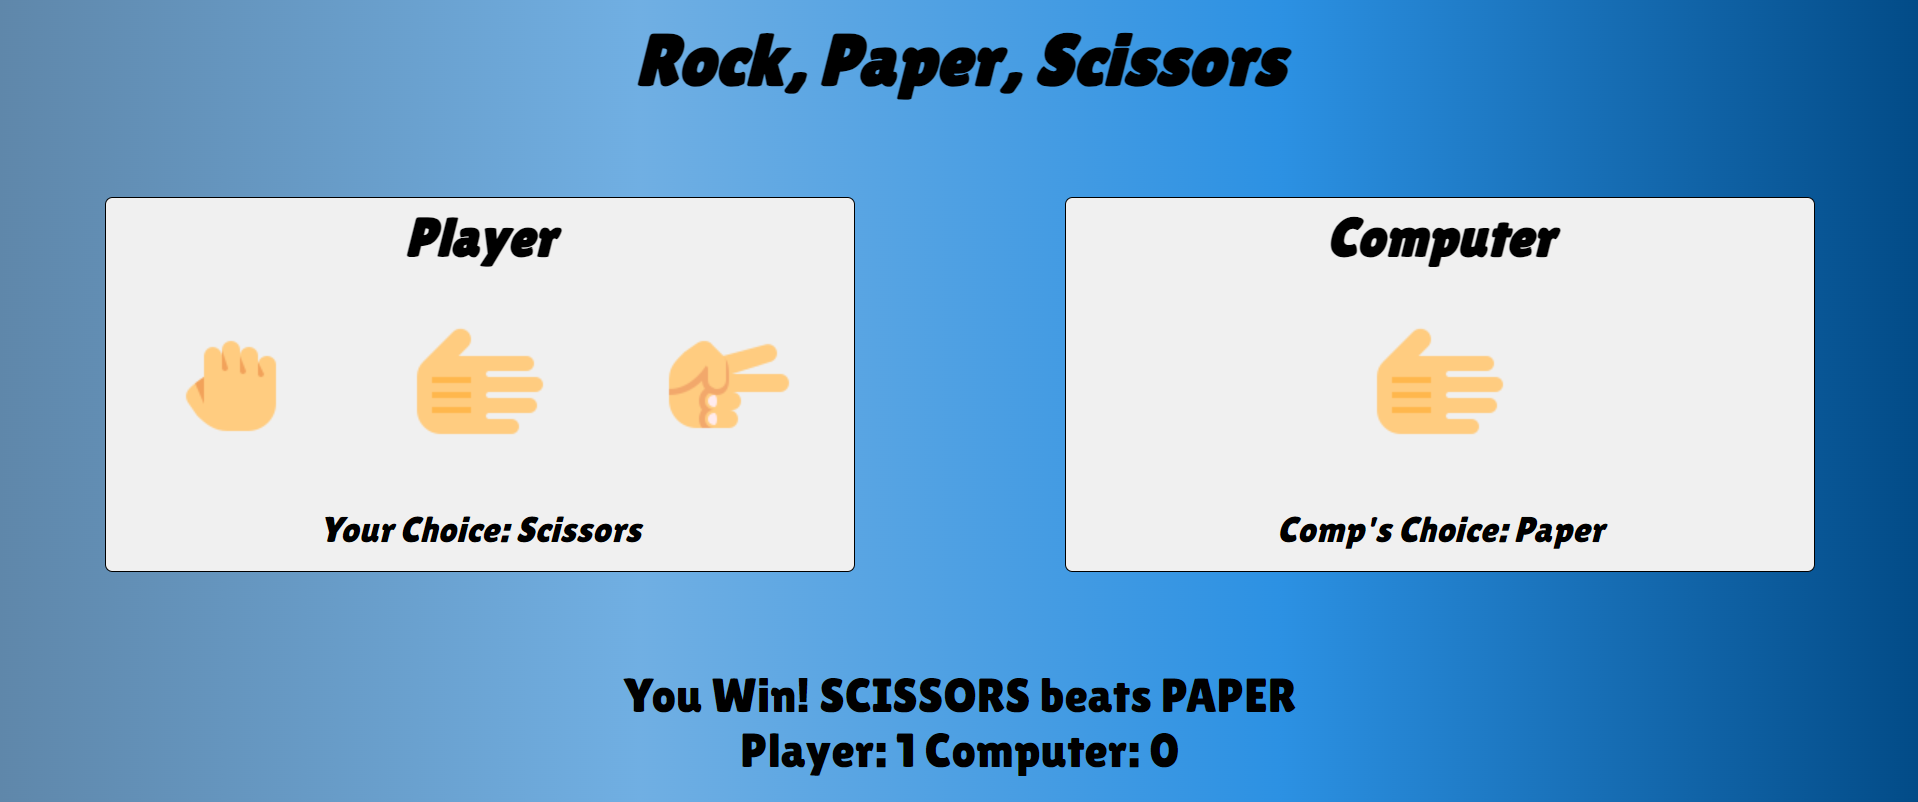 Rock, Paper, Scissors
Player
Computer
Your Choice: Scissors
Comp's Choice: Paper
You Win! SCISSORS beats PAPER
Player: 1 Computer: 0